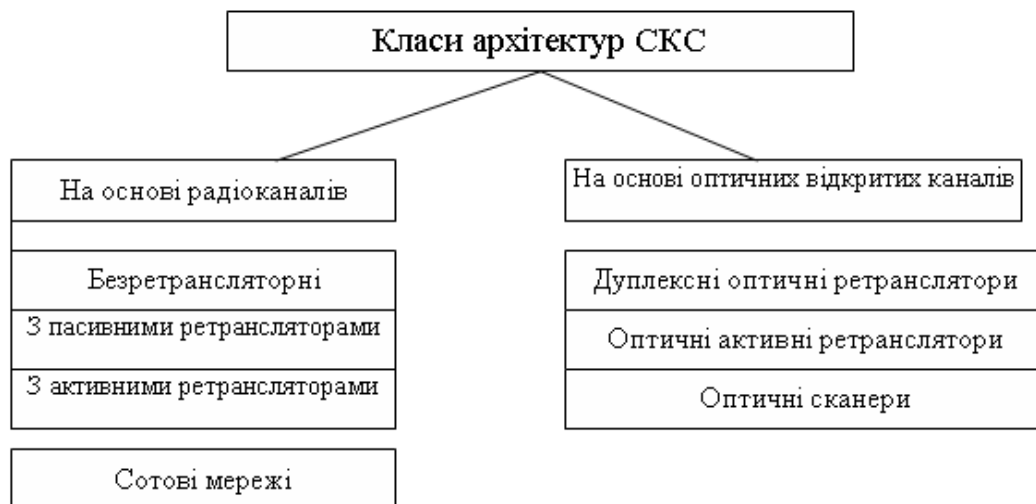 Класи архітектур СКС
На основі радіоканалів
На основі оптичних відкритих каналів
Безретрансляторні
З пасивними ретрансляторами
З активними ретрансляторами
Сотові мережі
Дуплексні оптичні ретранслятори
Оптичні активні ретранслятори
Оптичні сканери